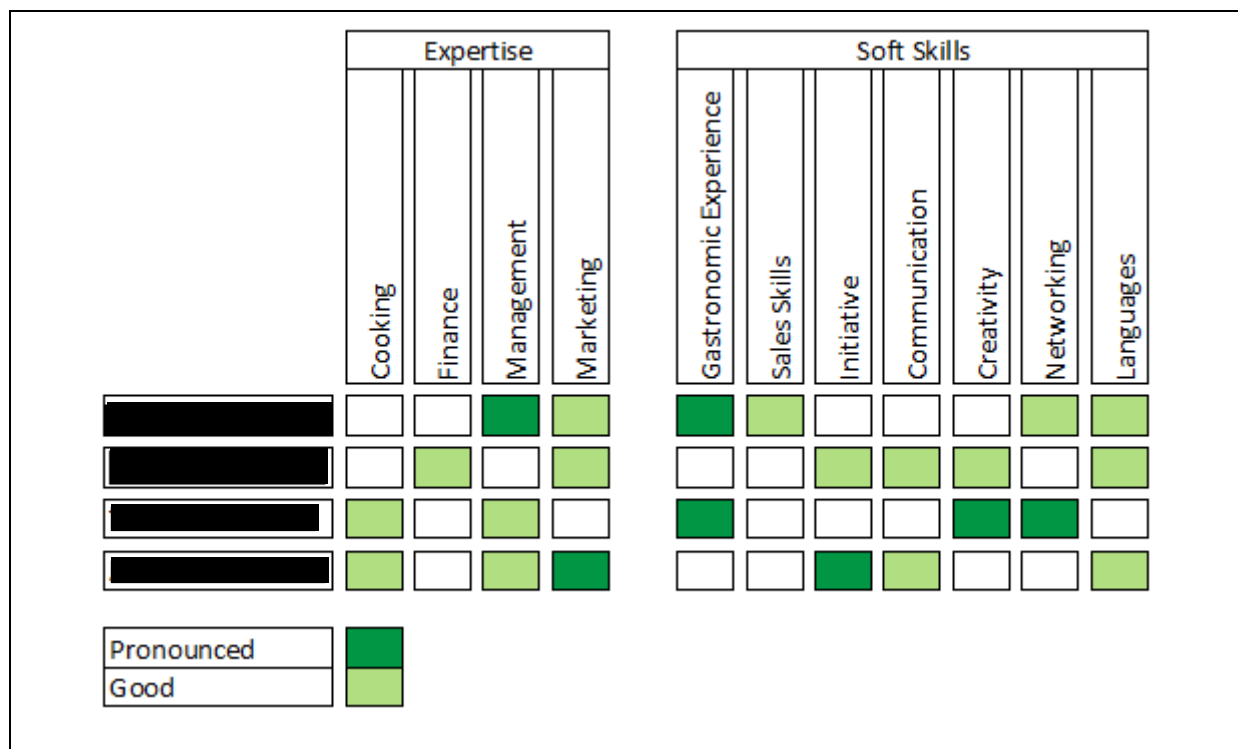 Expertise
Soft Skills
Cooking
Finance
Management
Marketing
Gastronomic Experience
Sales Skills
Initiative
Communication
Creativity
Networking
Languages
Pronounced
Good